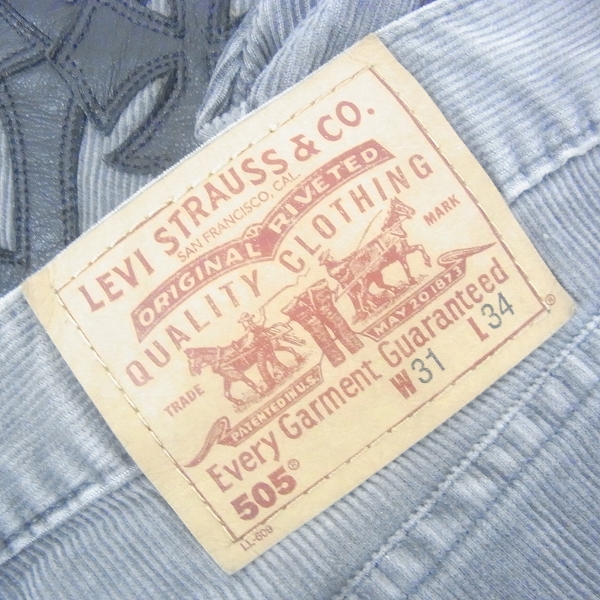 LEVI STRAUSS & CO.
SAN FRANCISCO, CAL.
ORIGINAL RIVETED
QUALITY CLOTHING
TRADE MARK
PATENTED IN U.S. MAY 20 1873
Every Garment Guaranteed
505® W 31 L 34 ®
LL-609